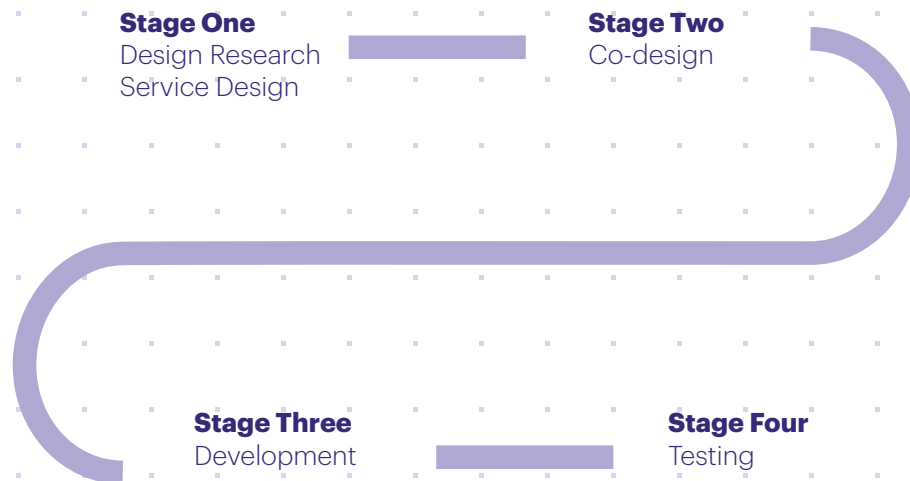 Stage One
Design Research
Service Design
Stage Two
Co-design
Stage Three
Development
Stage Four
Testing